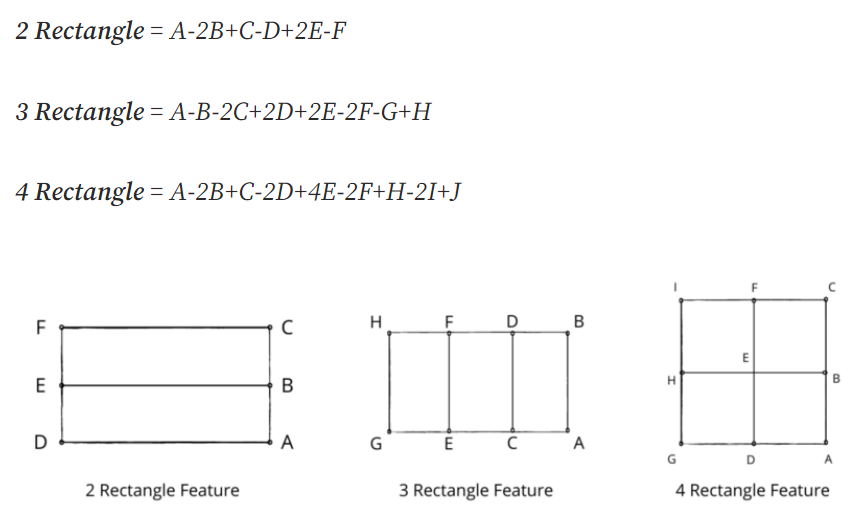 2 Rectangle = A-2B+C-D+2E-F
3 Rectangle = A-B-2C+2D+2E-2F-G+H
4 Rectangle = A-2B+C-2D+4E-2F+H-2I+J
F C
E B
D A
2 Rectangle Feature
H F D B
G E C A
3 Rectangle Feature
I F C
E
H B
G D A
4 Rectangle Feature